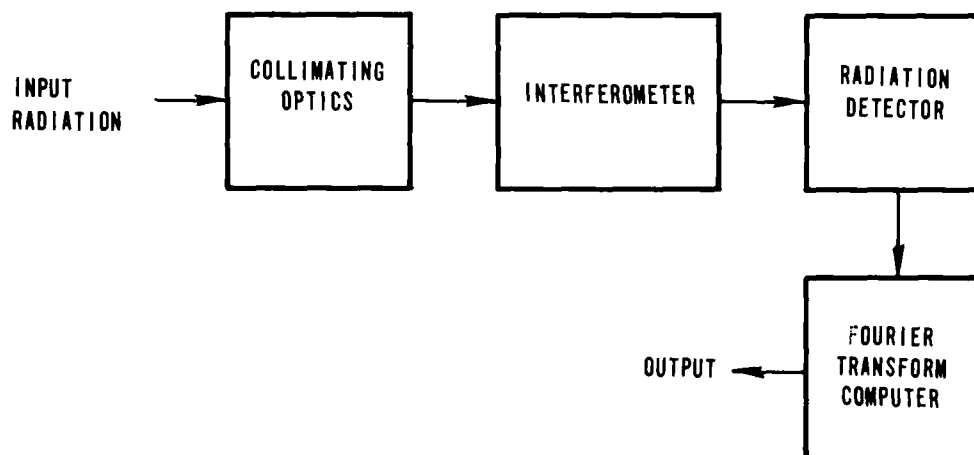 INPUT
RADIATION
COLLIMATING
OPTICS
INTERFEROMETER
RADIATION
DETECTOR
FOURIER
TRANSFORM
COMPUTER
OUTPUT